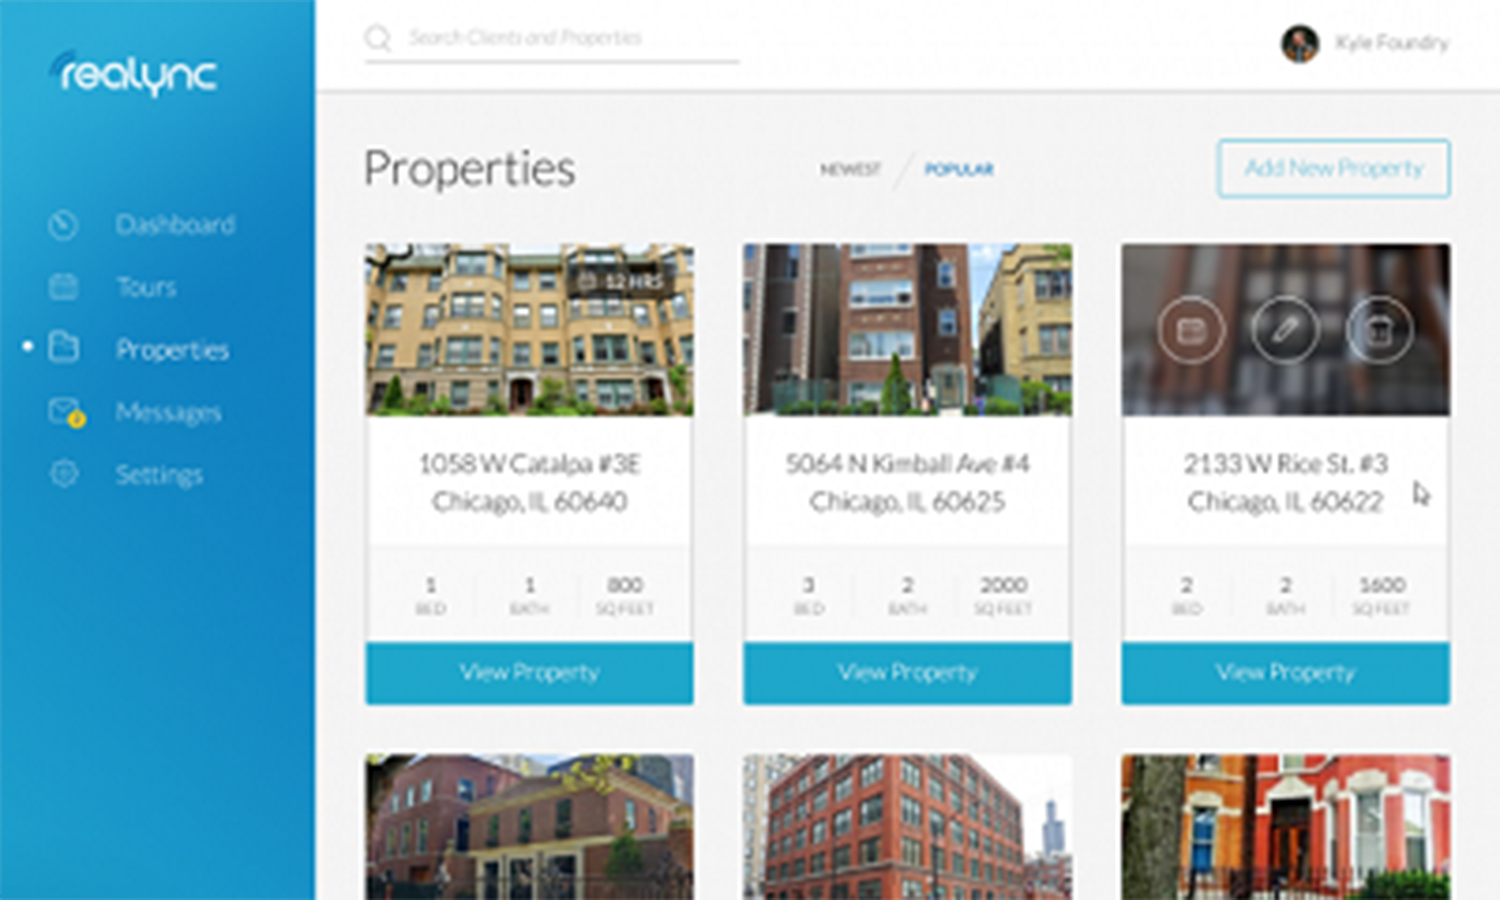 realync
Search Clients and Properties
Kyle Foundry
Dashboard
Tours
Properties
Messages
Settings
Properties
NEWEST
POPULAR
Add New Property
12 HRS
1058 W Catalpa #3E
Chicago, IL 60640
1 1 800
BED BATH SQ FEET
View Property
5064 N Kimball Ave #4
Chicago, IL 60625
3 2 2000
BED BATH SQ FEET
View Property
2133 W Rice St. #3
Chicago, IL 60622
2 2 1600
BED BATH SQ FEET
View Property